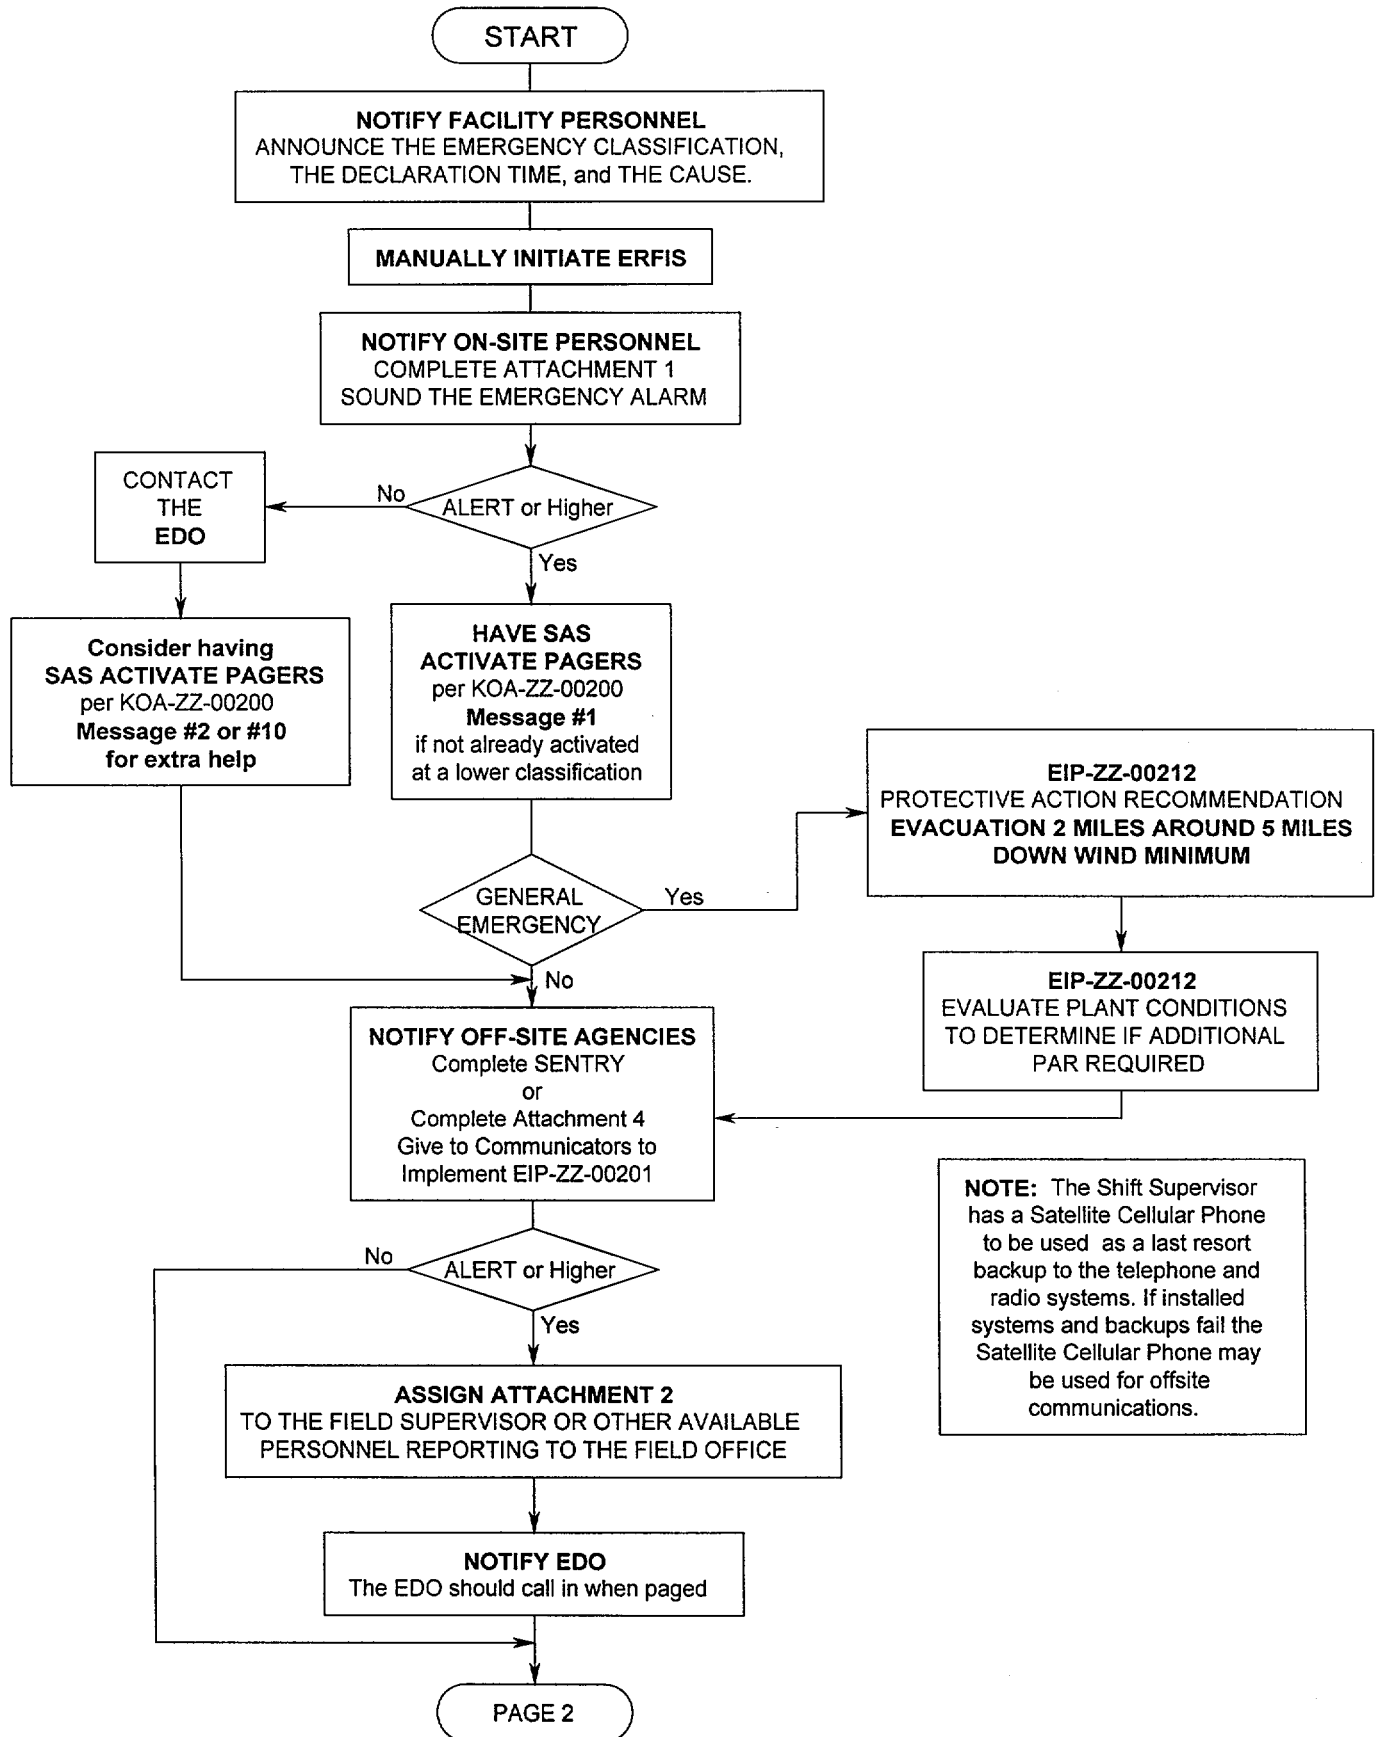 START
NOTIFY FACILITY PERSONNEL
ANNOUNCE THE EMERGENCY CLASSIFICATION,
THE DECLARATION TIME, and THE CAUSE.
MANUALLY INITIATE ERFIS
NOTIFY ON-SITE PERSONNEL
COMPLETE ATTACHMENT 1
SOUND THE EMERGENCY ALARM
ALERT or Higher
No
Yes
CONTACT
THE
EDO
Consider having
SAS ACTIVATE PAGERS
per KOA-ZZ-00200
Message #2 or #10
for extra help
HAVE SAS
ACTIVATE PAGERS
per KOA-ZZ-00200
Message #1
if not already activated
at a lower classification
GENERAL
EMERGENCY
Yes
No
EIP-ZZ-00212
PROTECTIVE ACTION RECOMMENDATION
EVACUATION 2 MILES AROUND 5 MILES
DOWN WIND MINIMUM
EIP-ZZ-00212
EVALUATE PLANT CONDITIONS
TO DETERMINE IF ADDITIONAL
PAR REQUIRED
NOTIFY OFF-SITE AGENCIES
Complete SENTRY
or
Complete Attachment 4
Give to Communicators to
Implement EIP-ZZ-00201
NOTE: The Shift Supervisor
has a Satellite Cellular Phone
to be used as a last resort
backup to the telephone and
radio systems. If installed
systems and backups fail the
Satellite Cellular Phone may
be used for offsite
communications.
ALERT or Higher
No
Yes
ASSIGN ATTACHMENT 2
TO THE FIELD SUPERVISOR OR OTHER AVAILABLE
PERSONNEL REPORTING TO THE FIELD OFFICE
NOTIFY EDO
The EDO should call in when paged
PAGE 2